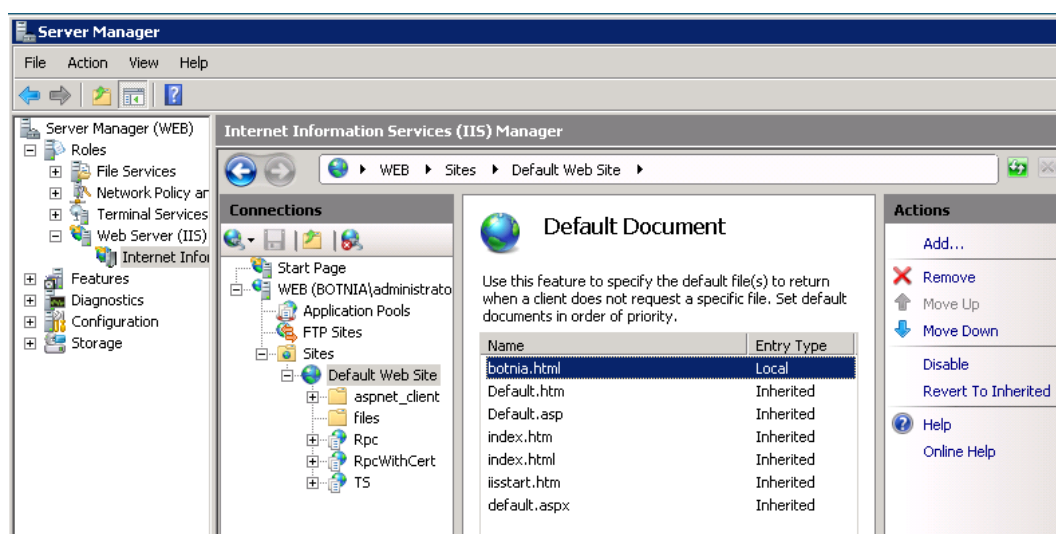 Server Manager
File Action View Help
Server Manager (WEB)
Roles
File Services
Network Policy ar
Terminal Services
Web Server (IIS)
Internet Infor
Features
Diagnostics
Configuration
Storage
Internet Information Services (IIS) Manager
WEB Sites Default Web Site
Connections
Start Page
WEB (BOTNIA\administrato
Application Pools
FTP Sites
Sites
Default Web Site
aspnet_client
files
Rpc
RpcWithCert
TS
Default Document
Use this feature to specify the default file(s) to return
when a client does not request a specific file. Set default
documents in order of priority.
Name Entry Type
botnia.html Local
Default.htm Inherited
Default.asp Inherited
index.htm Inherited
index.html Inherited
iisstart.htm Inherited
default.aspx Inherited
Actions
Add...
Remove
Move Up
Move Down
Disable
Revert To Inherited
Help
Online Help